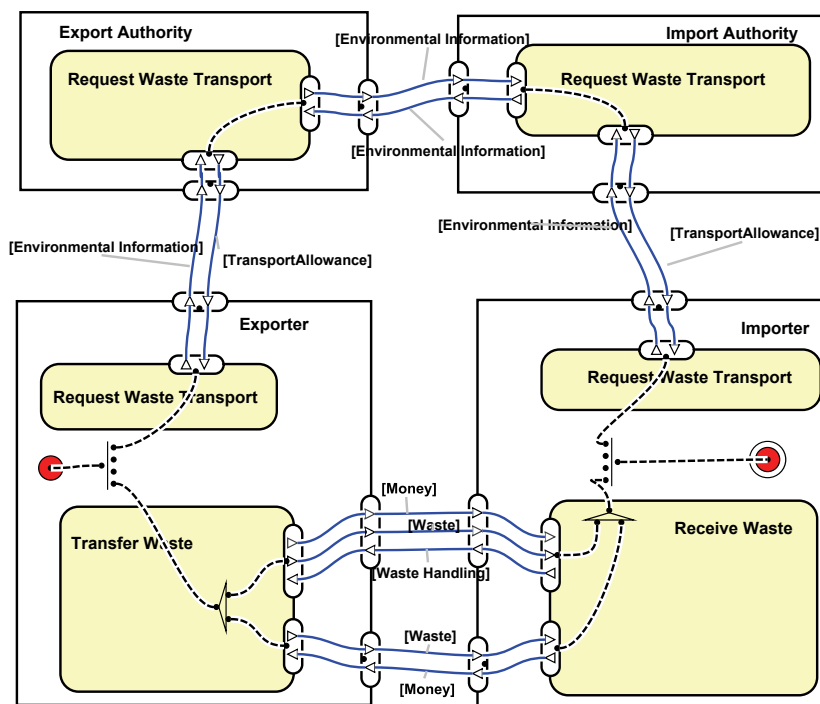 Export Authority
[Environmental Information]
Import Authority
Request Waste Transport
Request Waste Transport
[Environmental Information]
[Environmental Information]
[Environmental Information]
[TransportAllowance]
[TransportAllowance]
Exporter
Importer
Request Waste Transport
Request Waste Transport
[Money]
[Waste]
Transfer Waste
Receive Waste
[Waste Handling]
[Waste]
[Money]